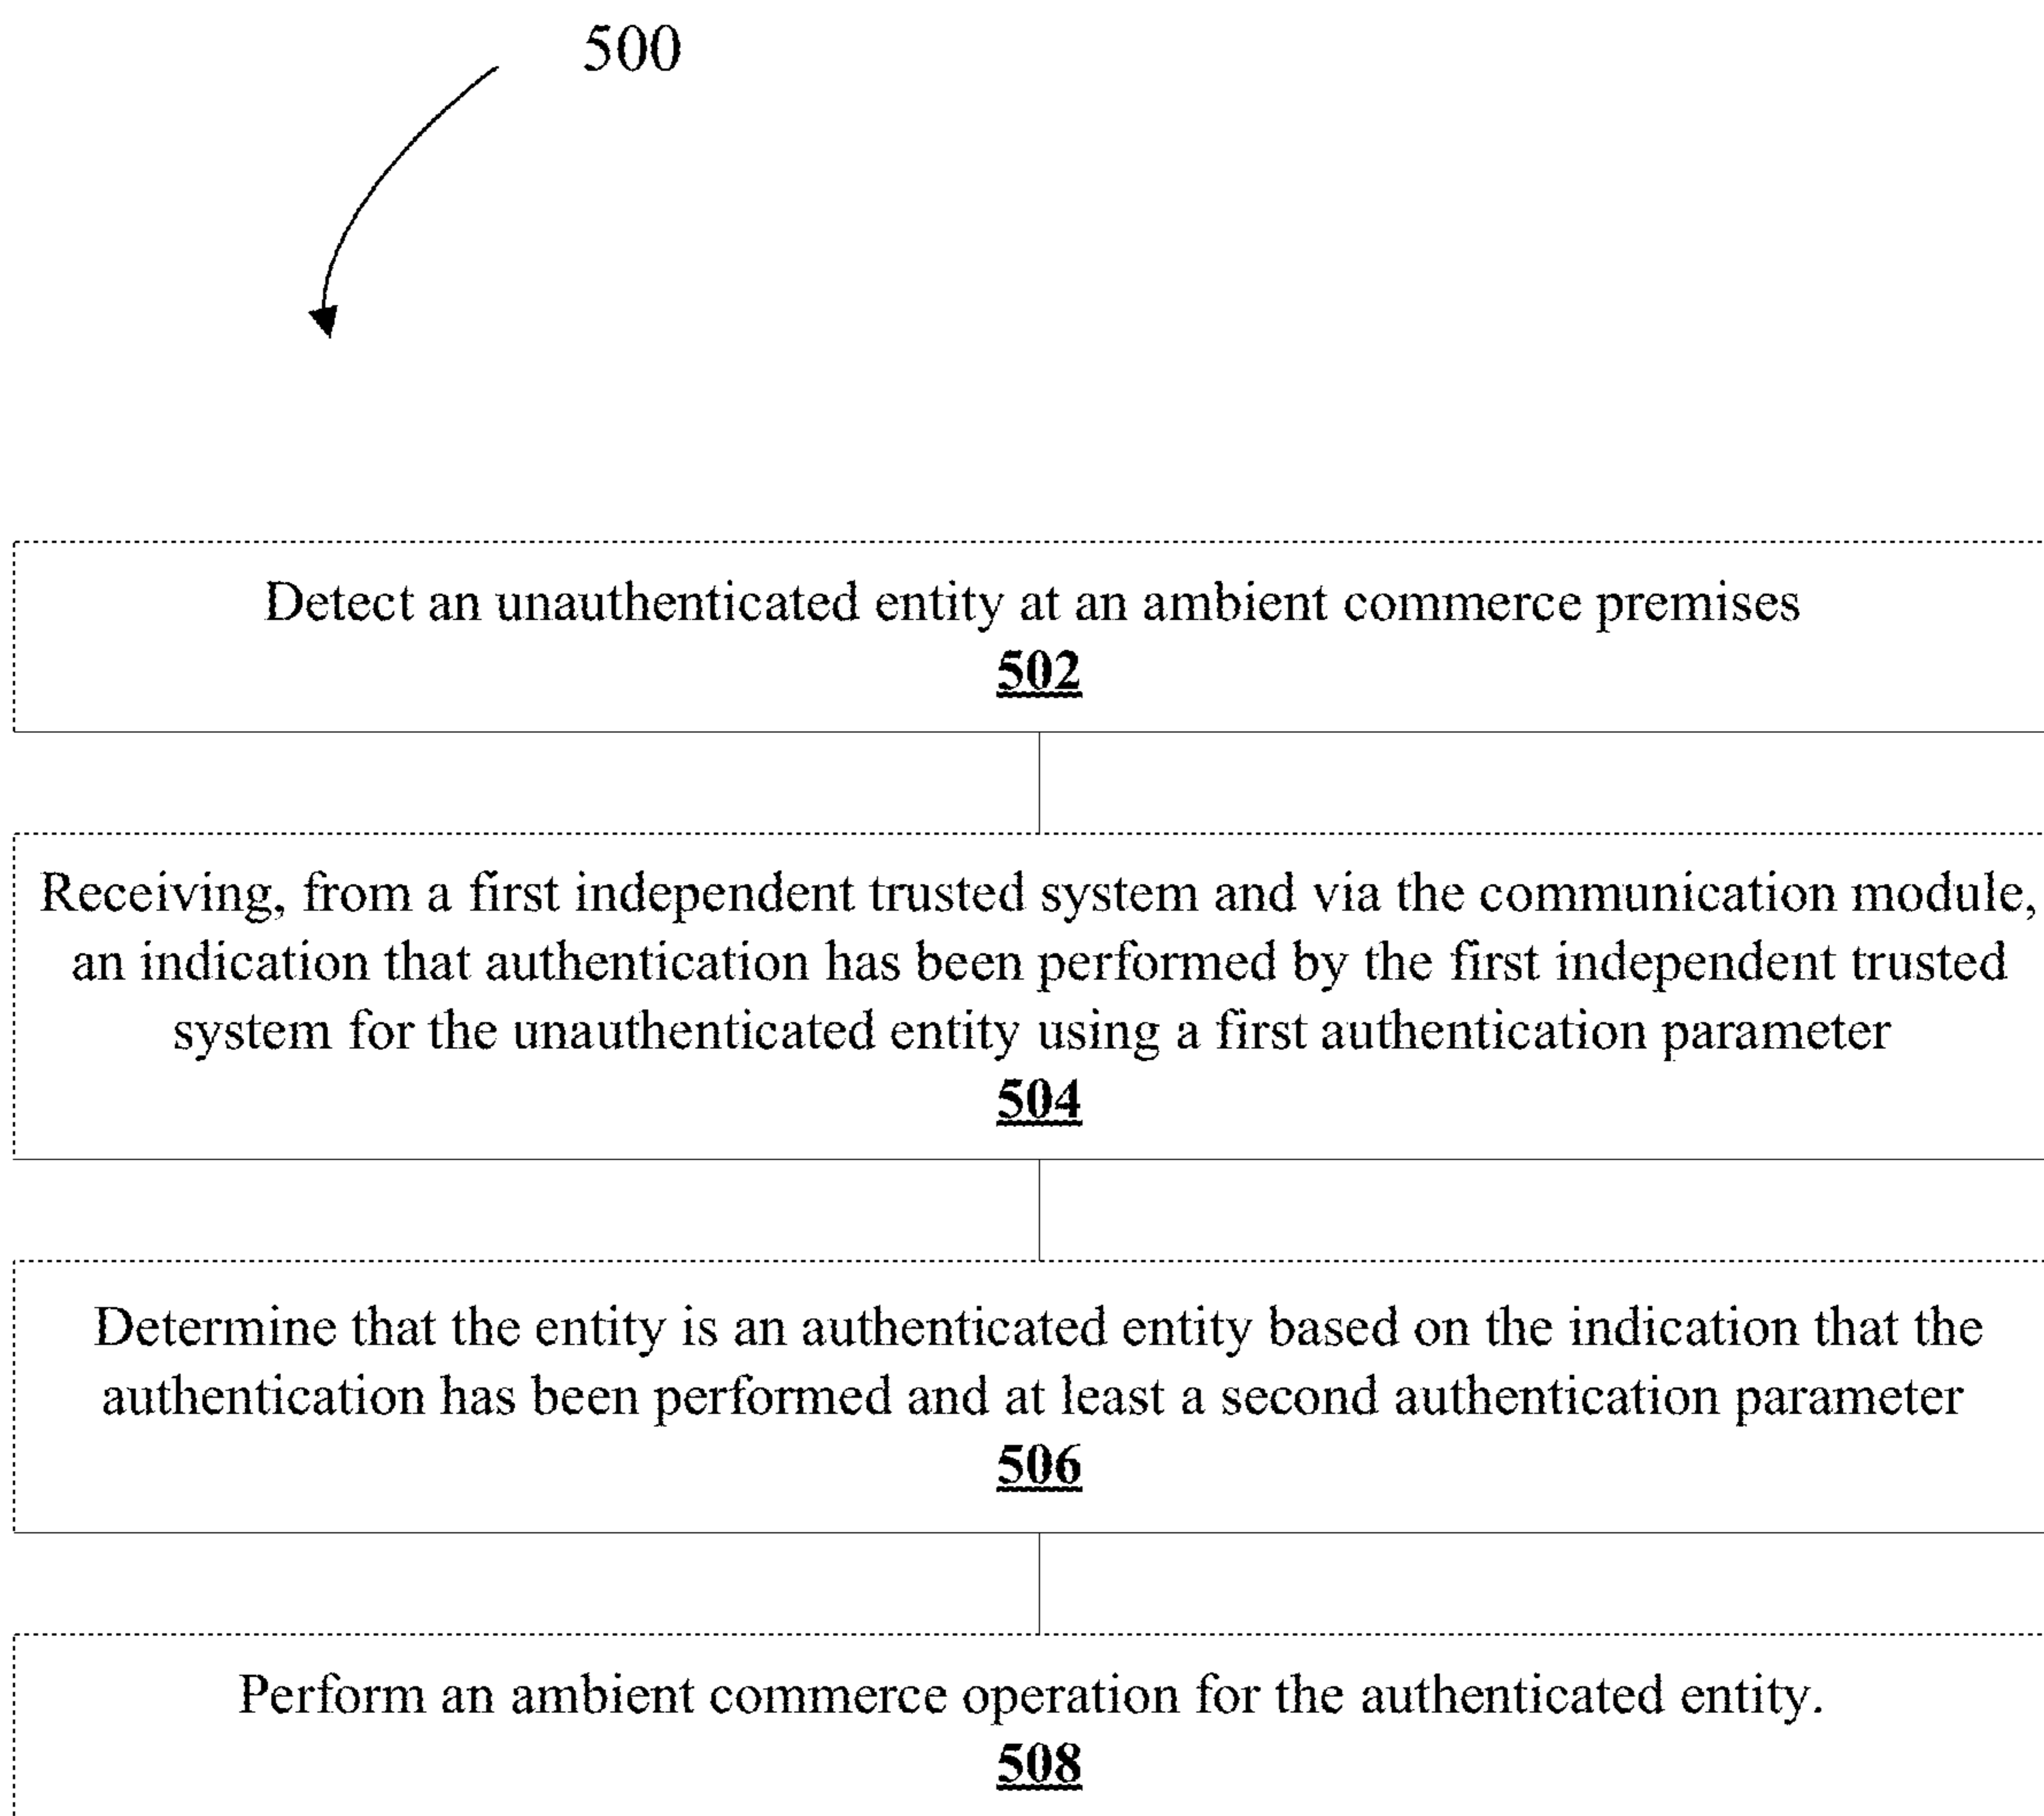 500
Detect an unauthenticated entity at an ambient commerce premises
502
Receiving, from a first independent trusted system and via the communication module,
an indication that authentication has been performed by the first independent trusted
system for the unauthenticated entity using a first authentication parameter
504
Determine that the entity is an authenticated entity based on the indication that the
authentication has been performed and at least a second authentication parameter
506
Perform an ambient commerce operation for the authenticated entity.
508